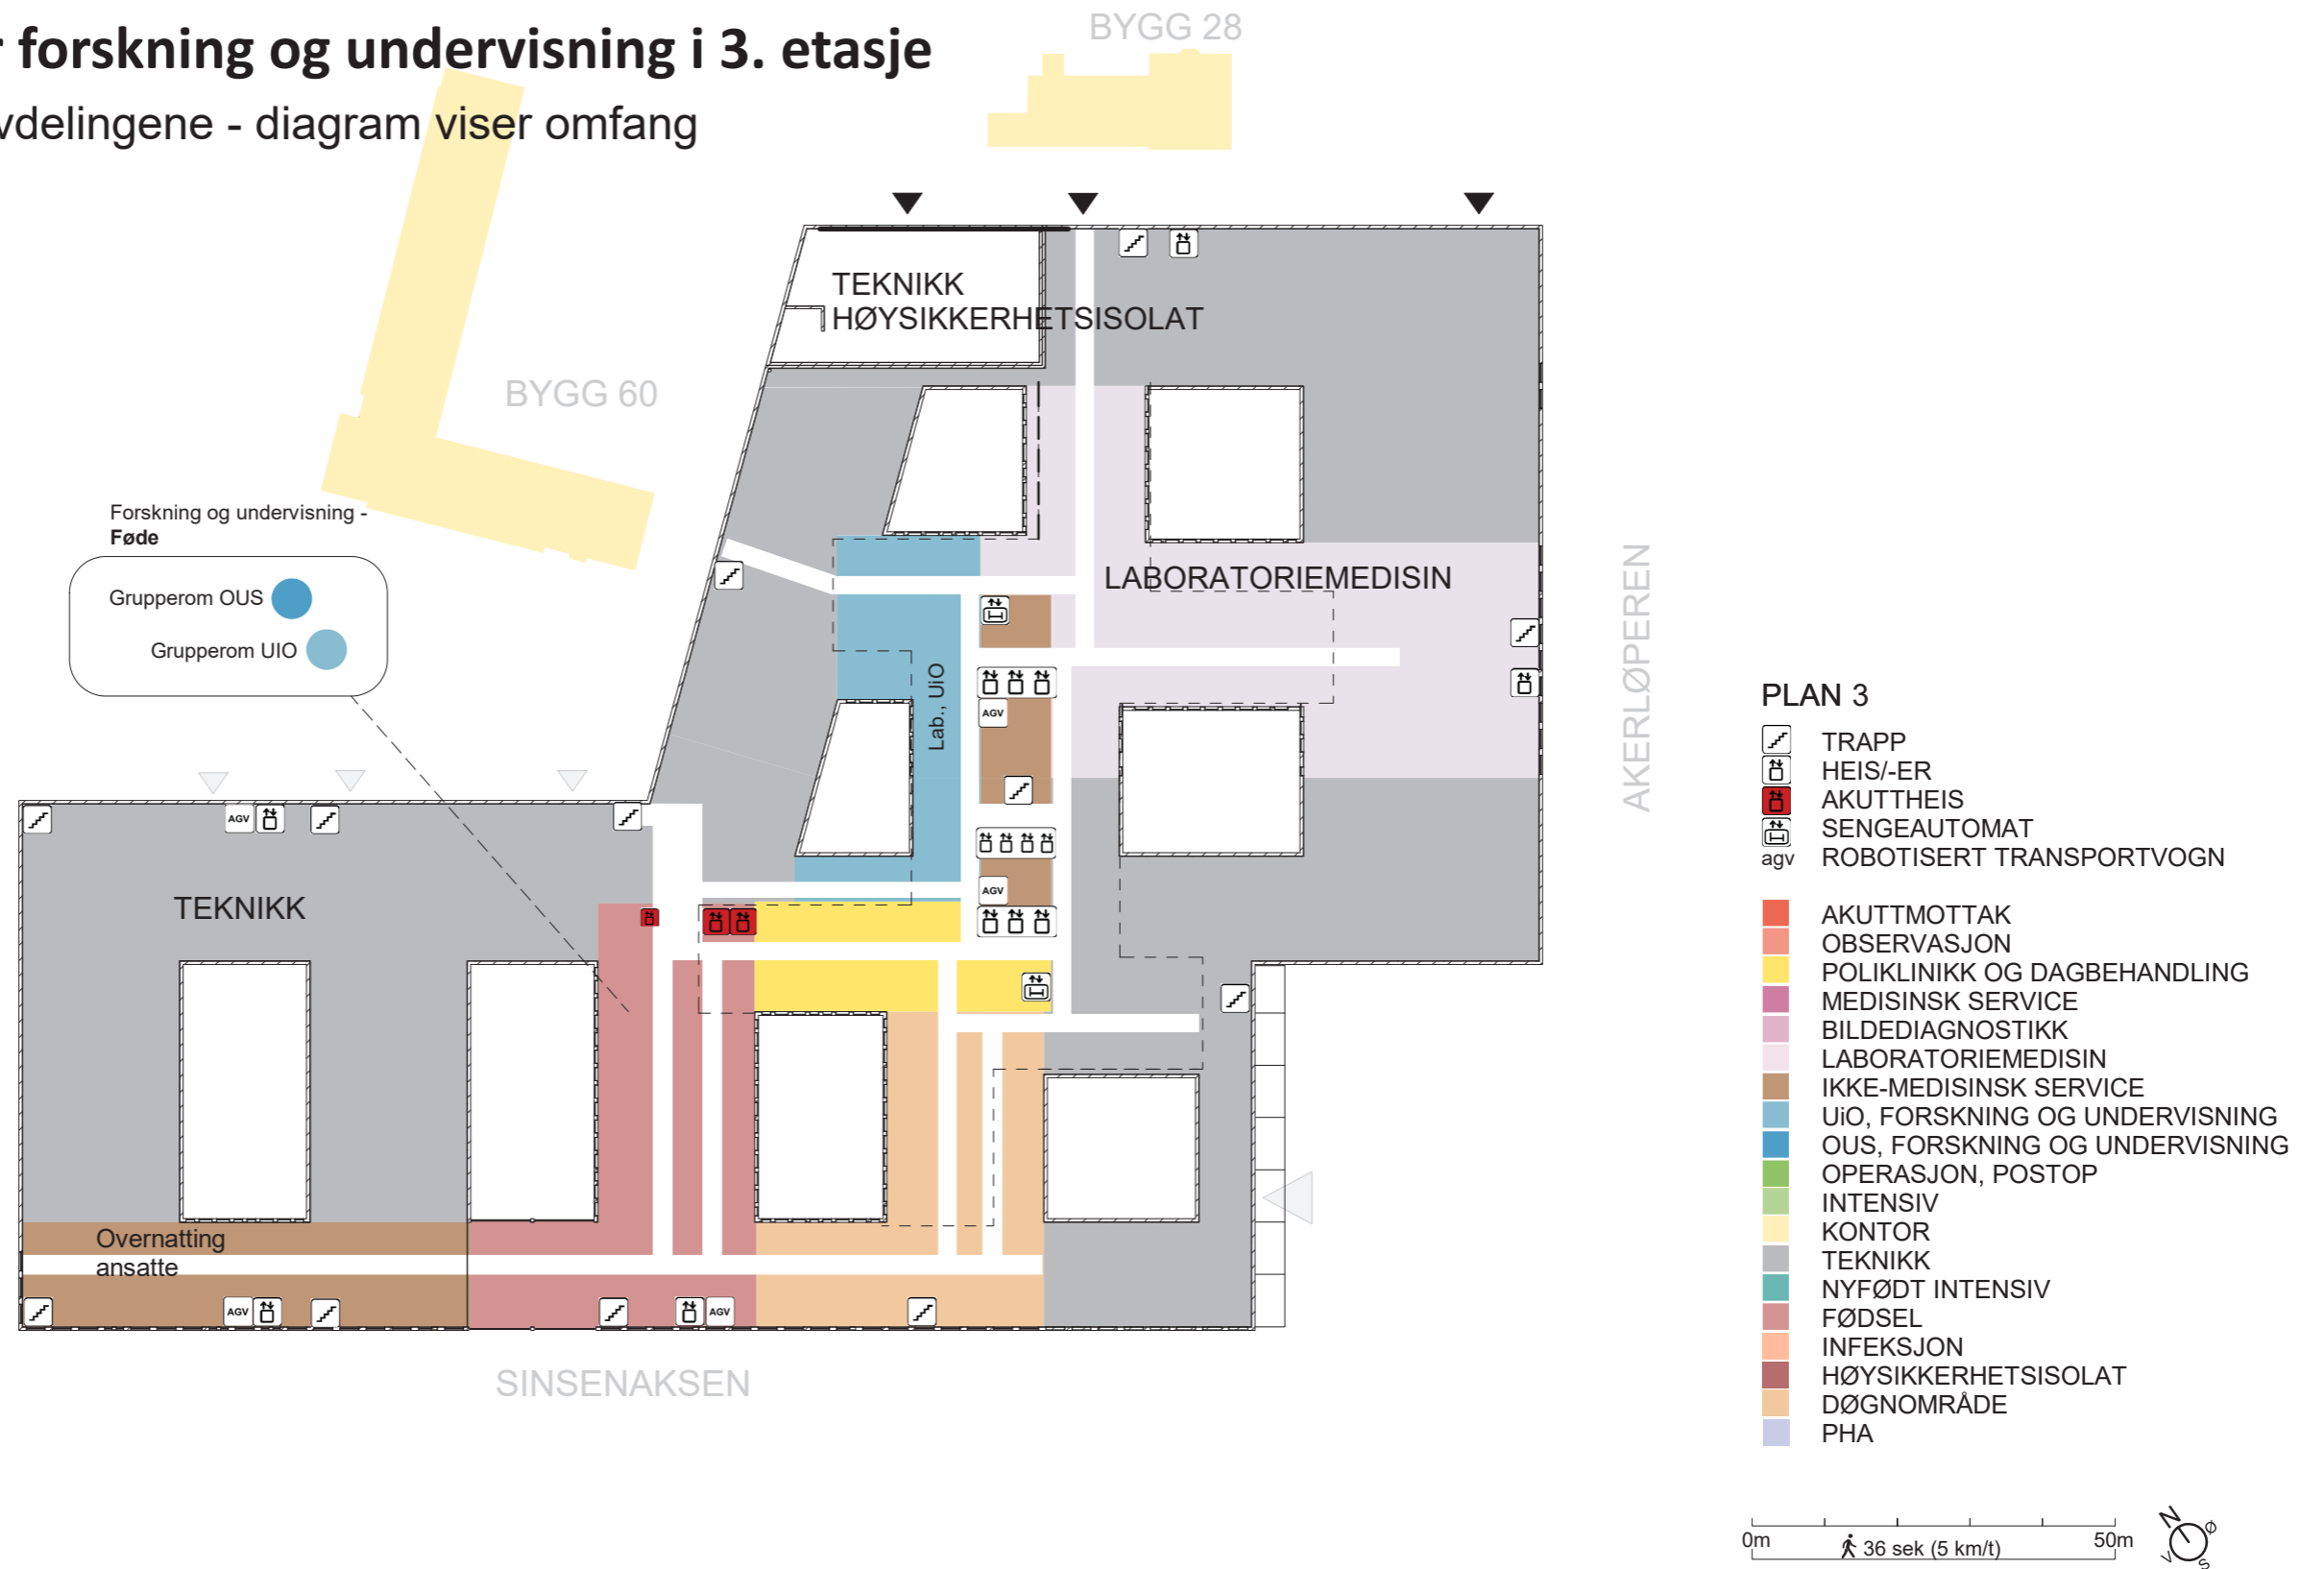 r forskning og undervisning i 3. etasje
vdelingene - diagram viser omfang
BYGG 28
TEKNIKK
HØYSIKKERHETSISOLAT
BYGG 60
Forskning og undervisning -
Føde
Grupperom OUS
Grupperom UIO
LABORATORIEMEDISIN
Lab., UiO
AGV
AKERLØPEREN
AGV
AGV
TEKNIKK
Overnatting
ansatte
AGV
AGV
SINSENAKSEN
PLAN 3
TRAPP
HEIS/-ER
AKUTTHEIS
SENGEAUTOMAT
agv ROBOTISERT TRANSPORTVOGN
AKUTTMOTTAK
OBSERVASJON
POLIKLINIKK OG DAGBEHANDLING
MEDISINSK SERVICE
BILDEDIAGNOSTIKK
LABORATORIEMEDISIN
IKKE-MEDISINSK SERVICE
UiO, FORSKNING OG UNDERVISNING
OUS, FORSKNING OG UNDERVISNING
OPERASJON, POSTOP
INTENSIV
KONTOR
TEKNIKK
NYFØDT INTENSIV
FØDSEL
INFEKSJON
HØYSIKKERHETSISOLAT
DØGNOMRÅDE
PHA
0m 36 sek (5 km/t) 50m
N
Ø
V
S